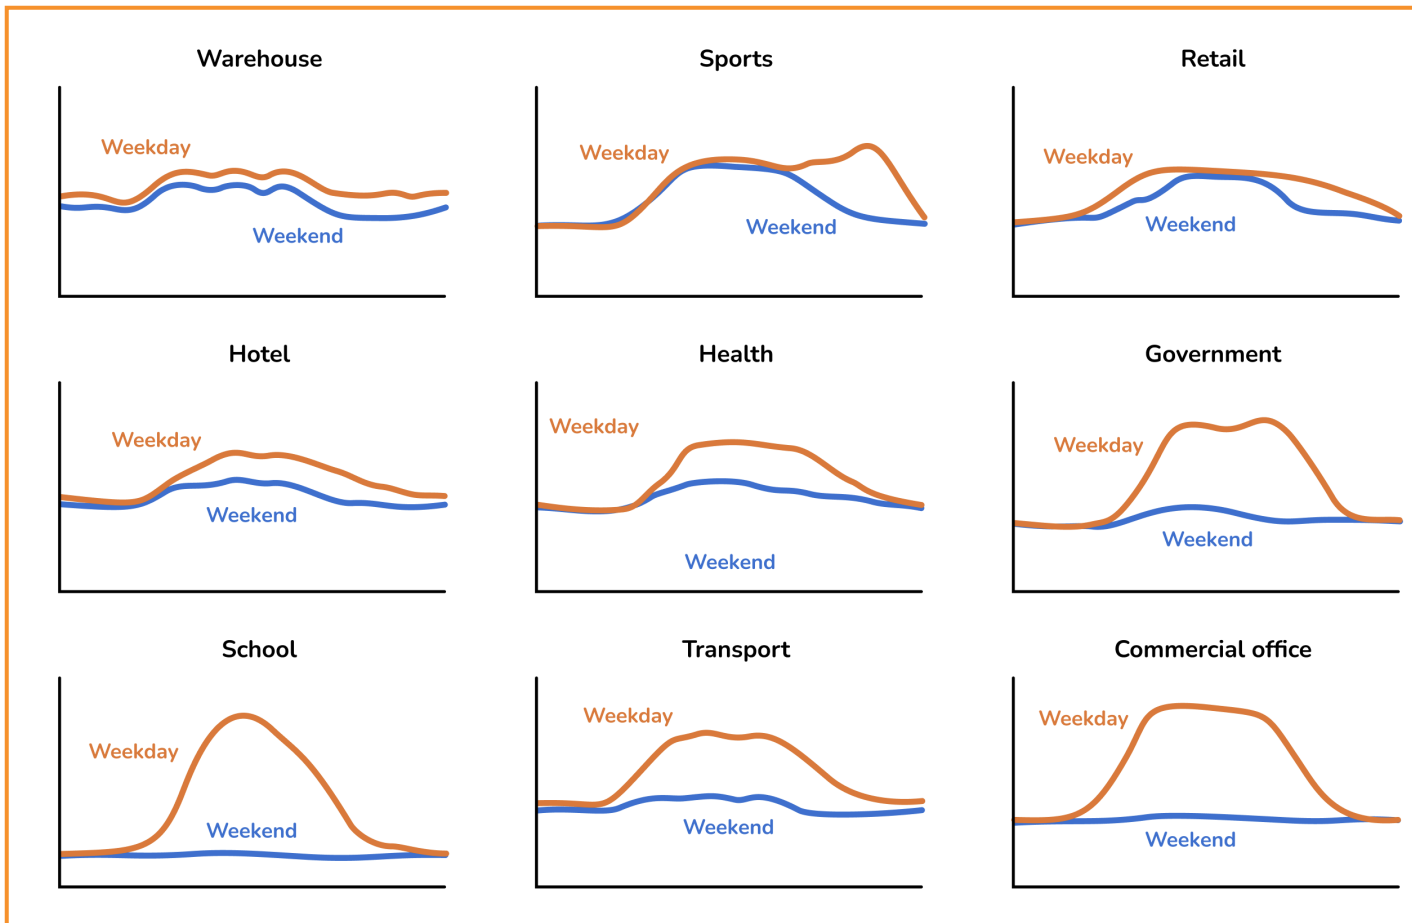 Warehouse
Sports
Retail
Weekday
Weekend
Weekday
Weekend
Weekday
Weekend
Hotel
Health
Government
Weekday
Weekend
Weekday
Weekend
Weekday
Weekend
School
Transport
Commercial office
Weekday
Weekend
Weekday
Weekend
Weekday
Weekend